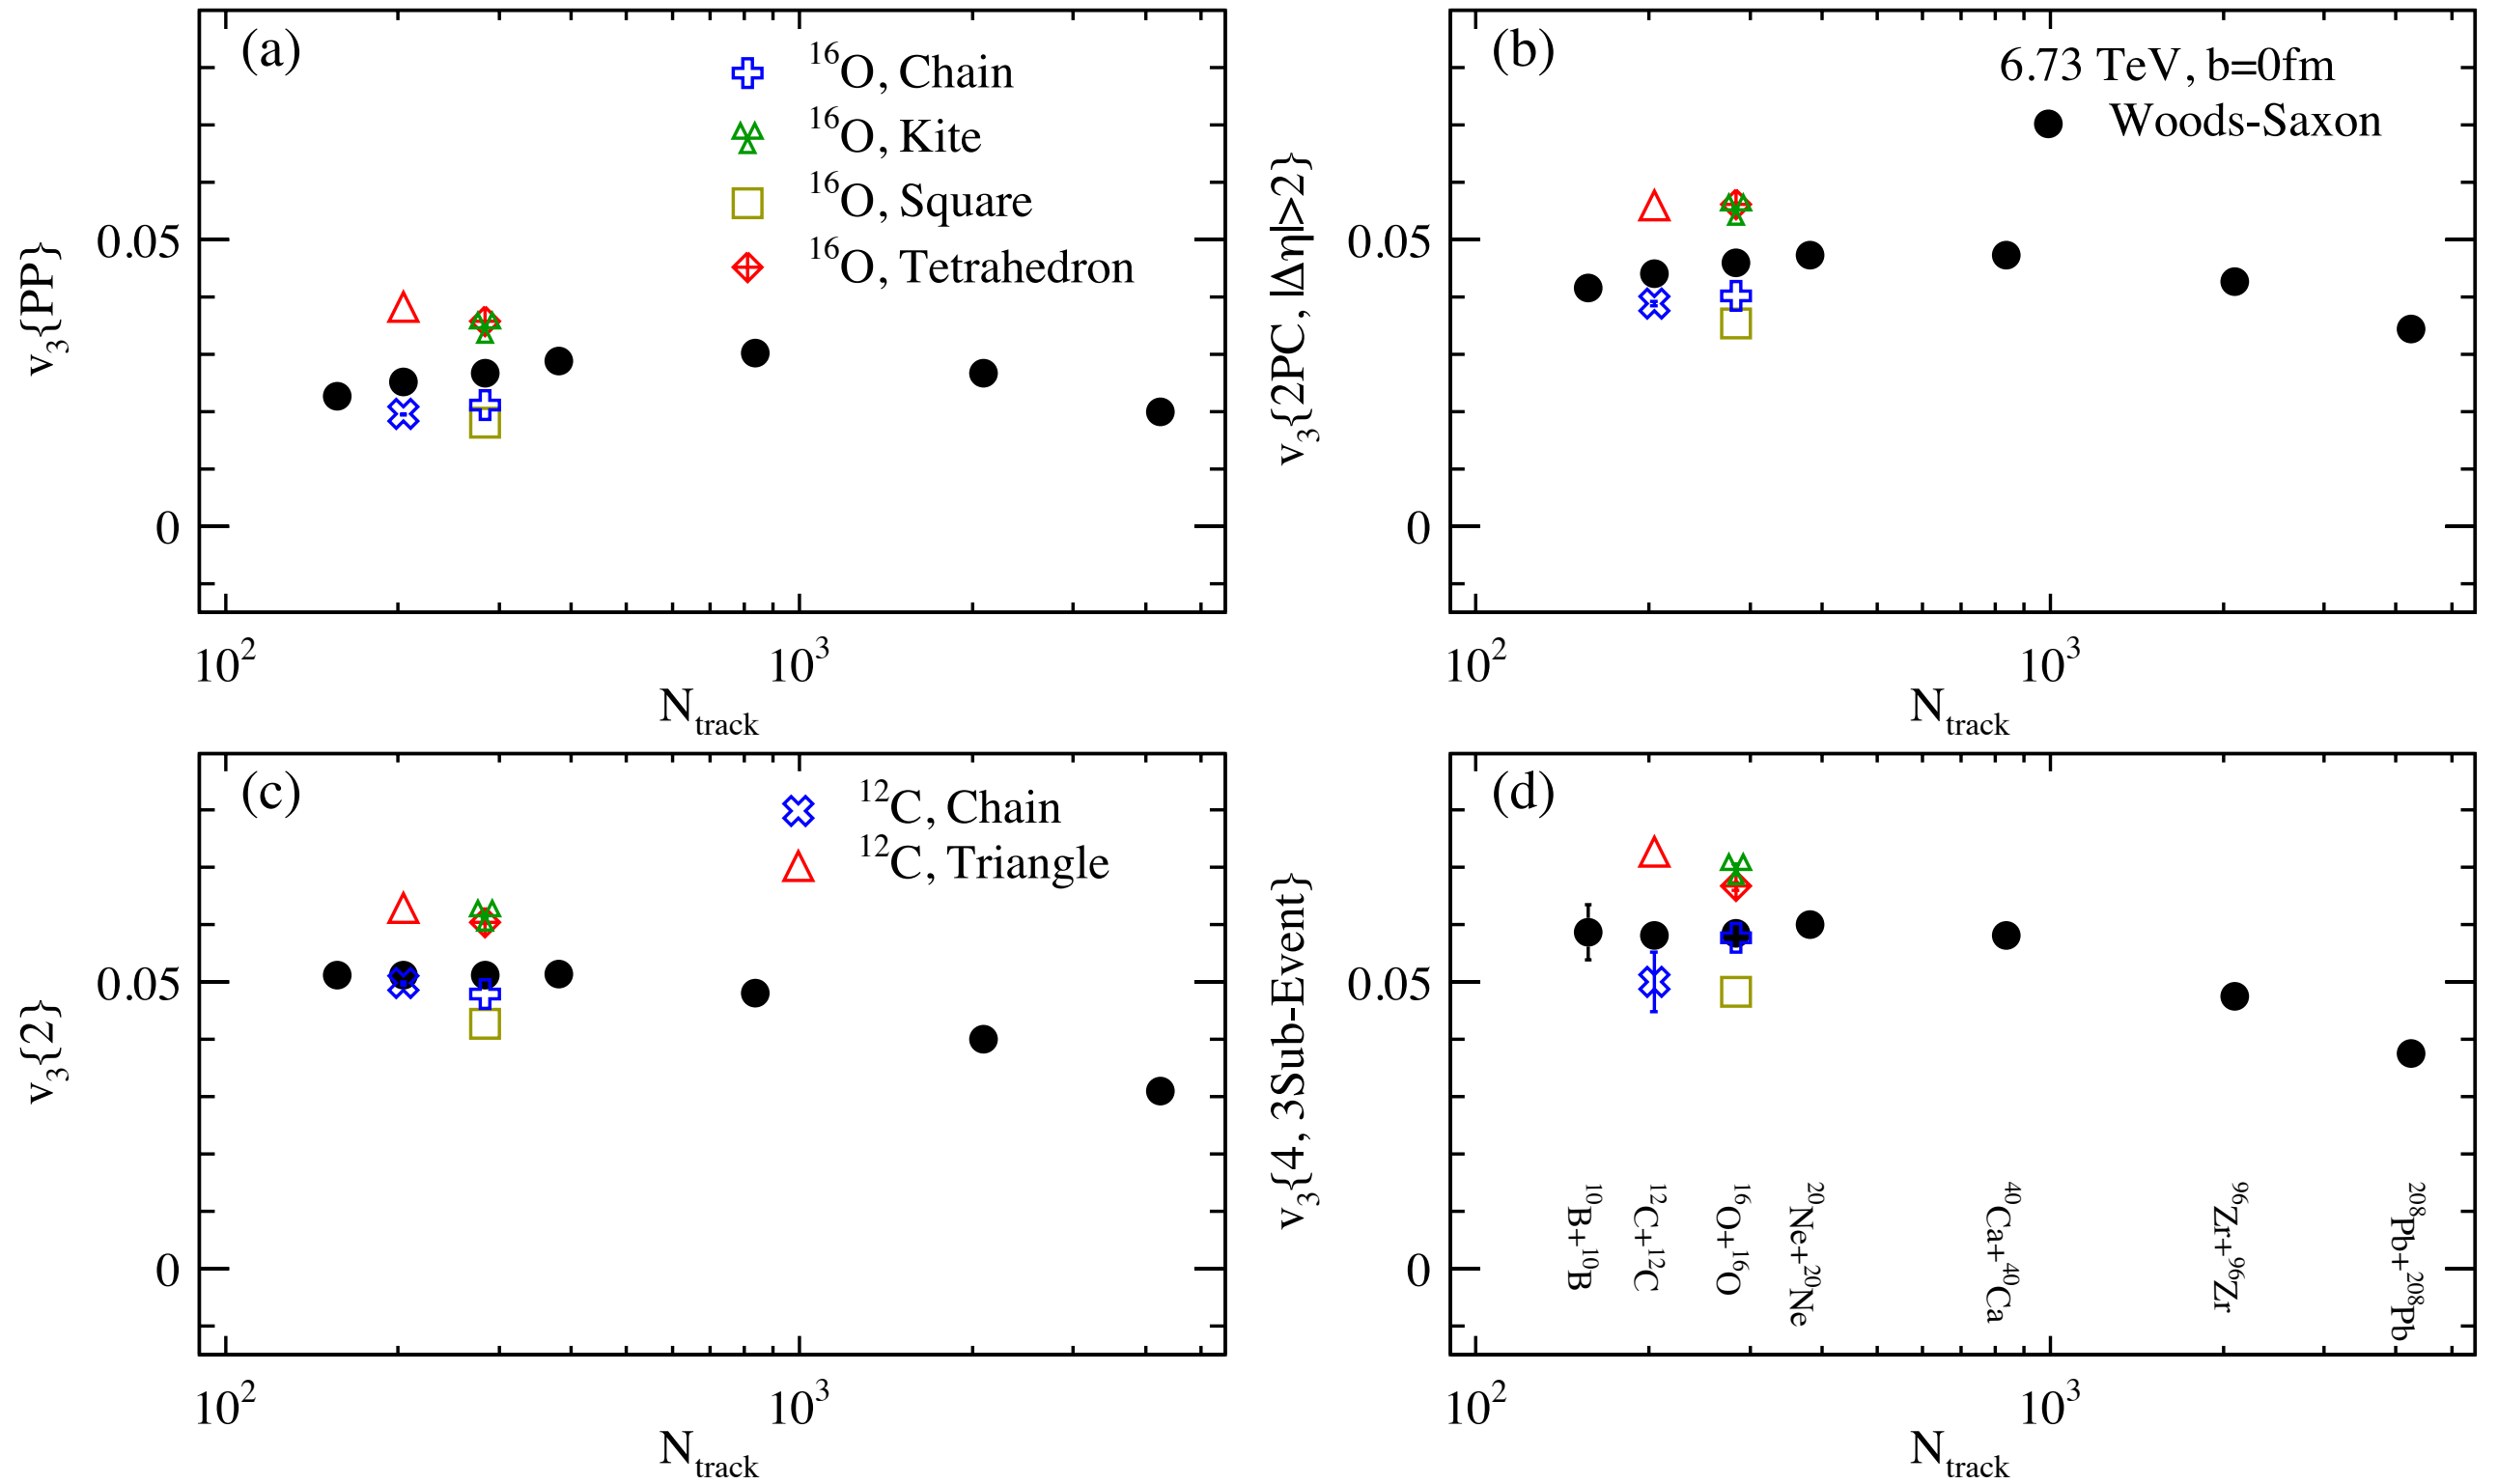 (a)
¹⁶O, Chain
¹⁶O, Kite
¹⁶O, Square
¹⁶O, Tetrahedron
v₃{PP}
0.05
0
10²
10³
N_track
(b)
6.73 TeV, b=0fm
Woods-Saxon
v₃{2PC, |Δη|>2}
0.05
0
10²
10³
N_track
(c)
¹²C, Chain
¹²C, Triangle
v₃{2}
0.05
0
10²
10³
N_track
(d)
v₃{4, 3Sub-Event}
0.05
0
¹⁰B+¹⁰B
¹²C+¹²C
¹⁶O+¹⁶O
²⁰Ne+²⁰Ne
⁴⁰Ca+⁴⁰Ca
⁹⁶Zr+⁹⁶Zr
²⁰⁸Pb+²⁰⁸Pb
10²
10³
N_track